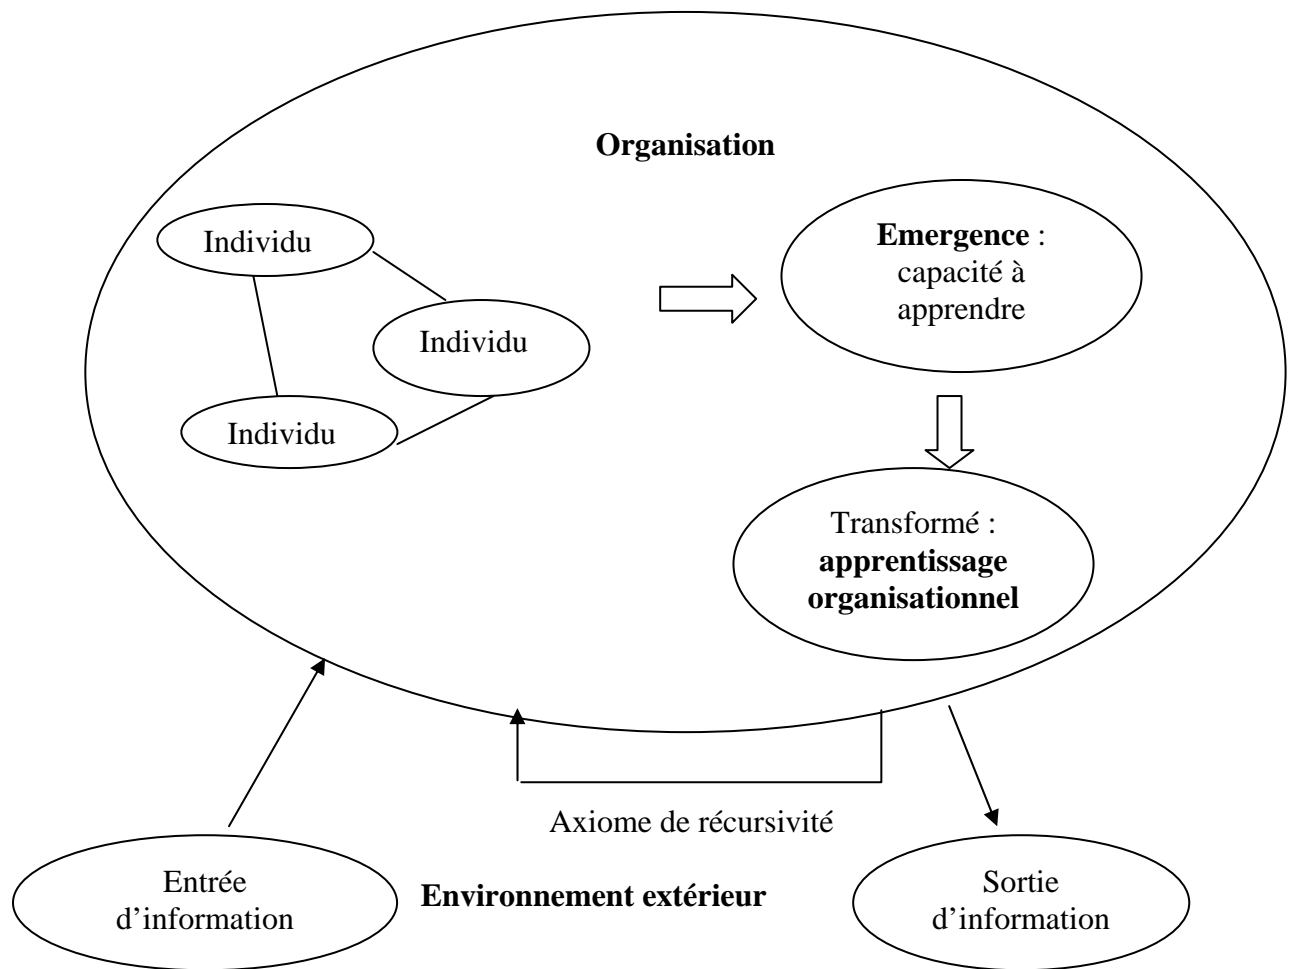 Organisation
Individu
Individu
Individu
Emergence :
capacité à
apprendre
Transformé :
apprentissage
organisationnel
Axiome de récursivité
Entrée
d’information
Environnement extérieur
Sortie
d’information